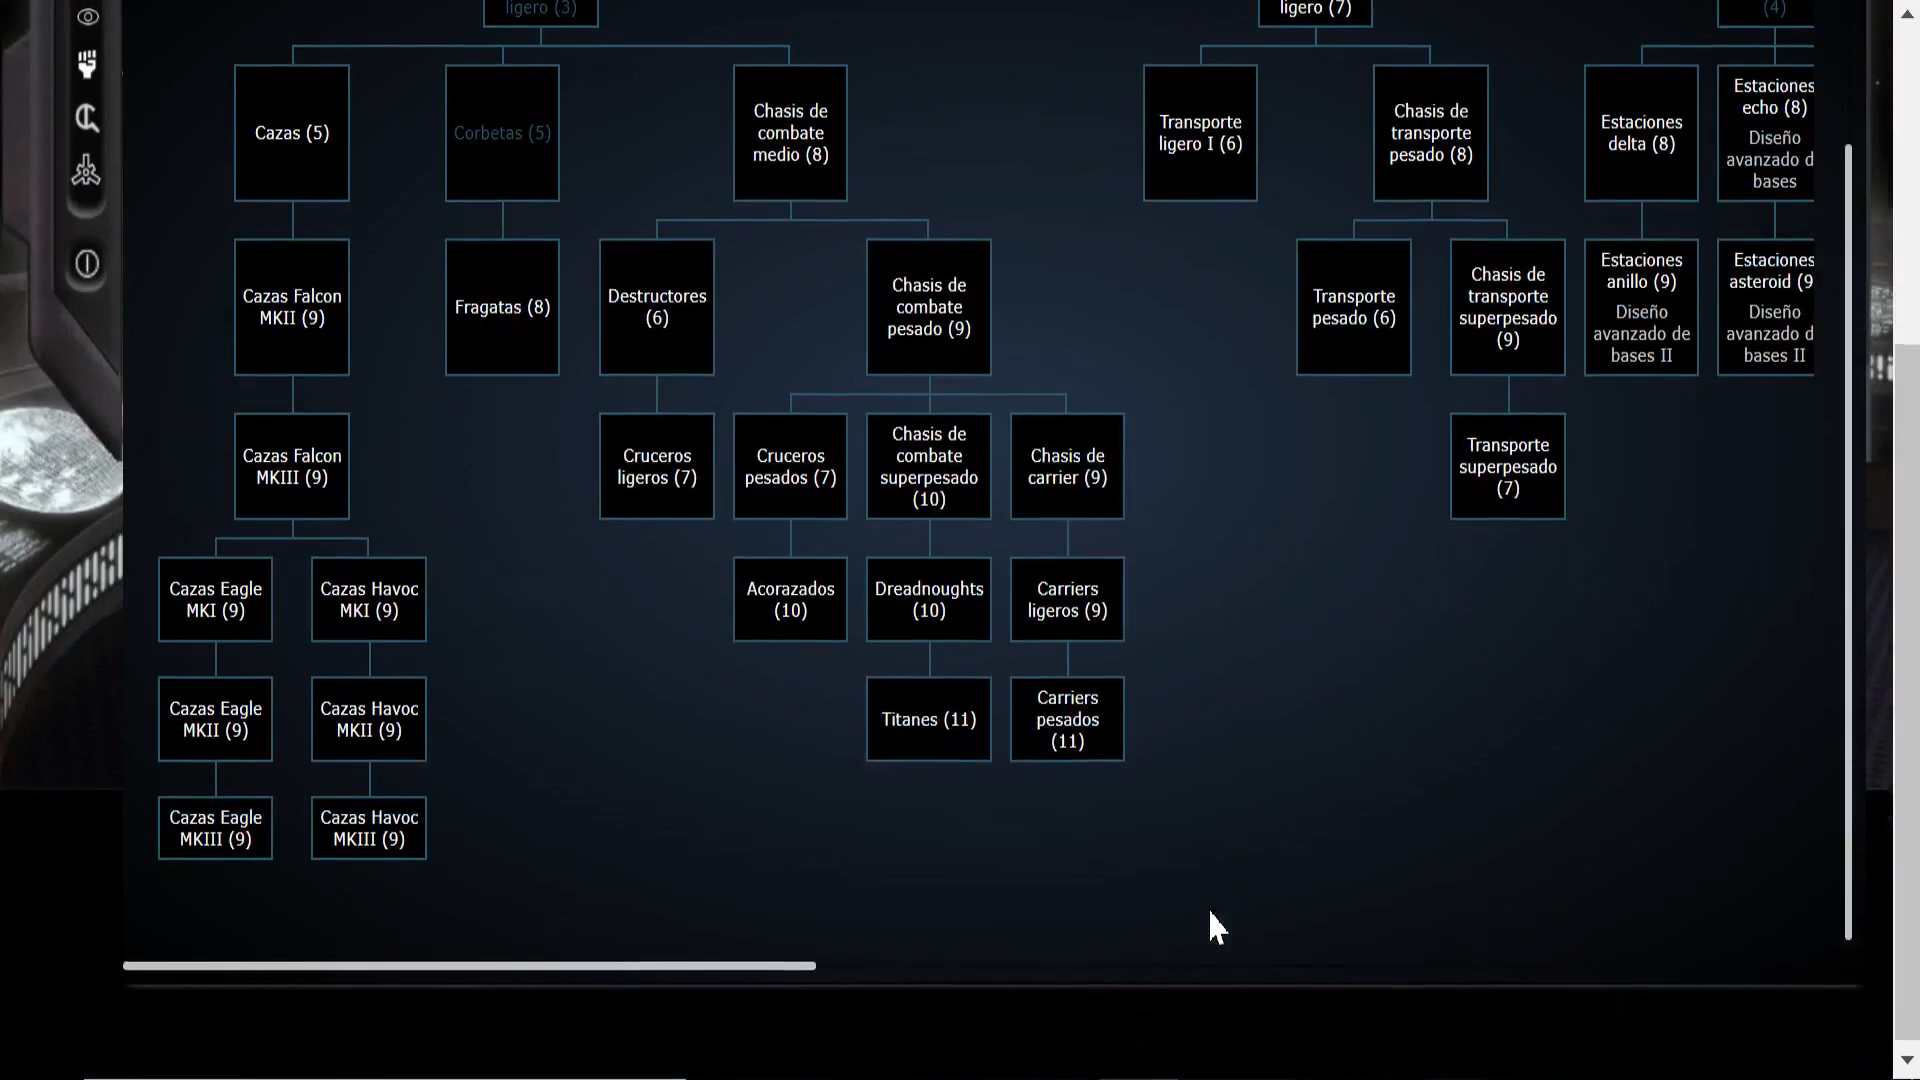 ligero (3)
ligero (7)
(4)
Cazas (5)
Corbetas (5)
Chasis de
combate
medio (8)
Transporte
ligero I (6)
Chasis de
transporte
pesado (8)
Estaciones
delta (8)
Estaciones
echo (8)
Diseño
avanzado d
bases
Cazas Falcon
MKII (9)
Fragatas (8)
Destructores
(6)
Chasis de
combate
pesado (9)
Transporte
pesado (6)
Chasis de
transporte
superpesado
(9)
Estaciones
anillo (9)
Diseño
avanzado de
bases II
Estaciones
asteroid (9
Diseño
avanzado d
bases II
Cazas Falcon
MKIII (9)
Cruceros
ligeros (7)
Cruceros
pesados (7)
Chasis de
combate
superpesado
(10)
Chasis de
carrier (9)
Transporte
superpesado
(7)
Cazas Eagle
MKI (9)
Cazas Havoc
MKI (9)
Acorazados
(10)
Dreadnoughts
(10)
Carriers
ligeros (9)
Cazas Eagle
MKII (9)
Cazas Havoc
MKII (9)
Titanes (11)
Carriers
pesados
(11)
Cazas Eagle
MKIII (9)
Cazas Havoc
MKIII (9)